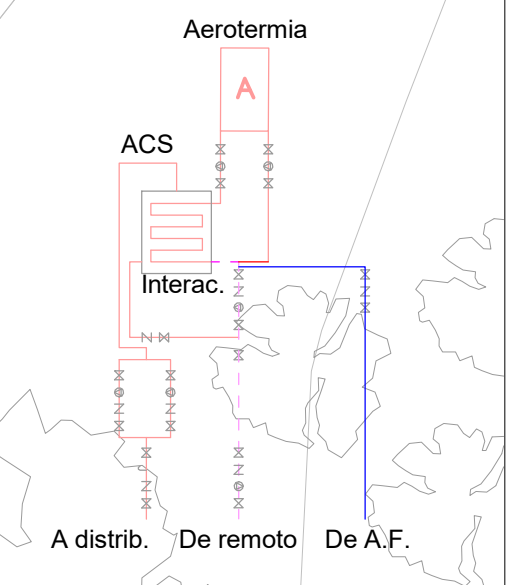 Aerotermia
A
ACS
Interac.
A distrib.
De remoto
De A.F.